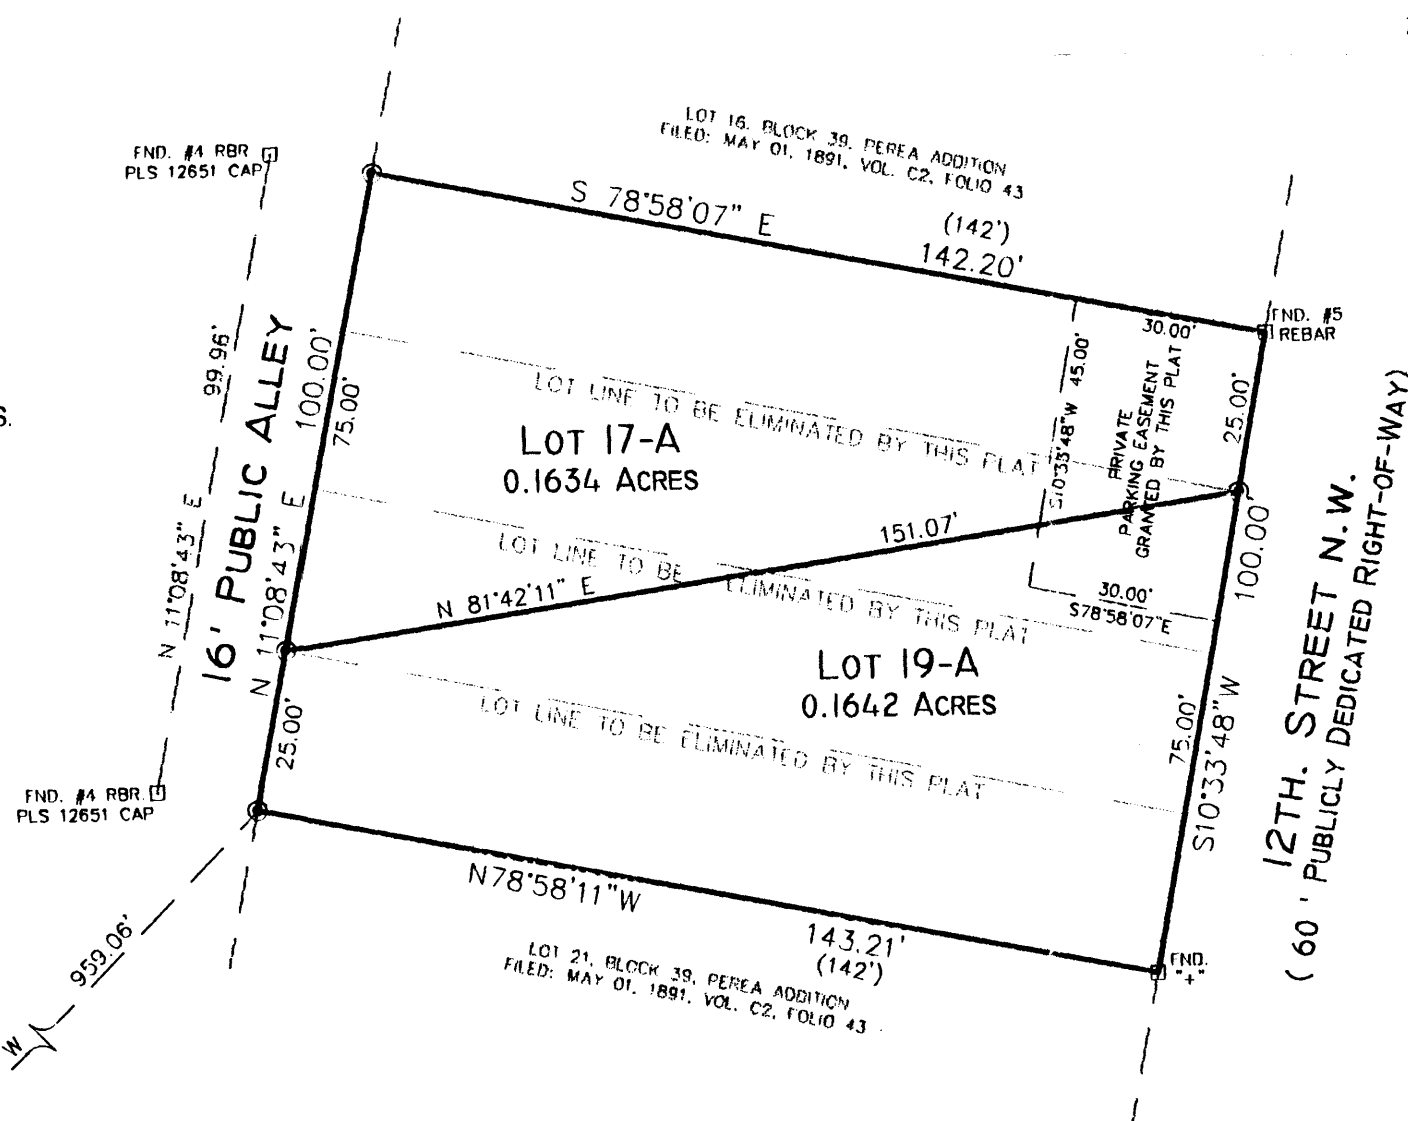 LOT 16, BLOCK 39, PEREA ADDITION
FILED: MAY 01, 1891, VOL. C2, FOLIO 43
FND. #4 RBR
PLS 12651 CAP
S 78°58'07" E
(142')
142.20'
FND. #5
REBAR
30.00'
S10°33'48"W 45.00'
PRIVATE
PARKING EASEMENT
GRANTED BY THIS PLAT
25.00'
99.96'
N 11°08'43" E
16' PUBLIC ALLEY
100.00'
N 11°08'43" E
75.00'
LOT LINE TO BE ELIMINATED BY THIS PLAT
LOT 17-A
0.1634 ACRES
S.
151.07'
N 81°42'11" E
LOT LINE TO BE ELIMINATED BY THIS PLAT
30.00'
S78°58'07"E
100.00'
S10°33'48"W
75.00'
12TH. STREET N.W.
( 60 ' PUBLICLY DEDICATED RIGHT-OF-WAY)
LOT 19-A
0.1642 ACRES
LOT LINE TO BE ELIMINATED BY THIS PLAT
25.00'
FND. #4 RBR.
PLS 12651 CAP
N78°58'11"W
143.21'
(142')
FND.
"+"
LOT 21, BLOCK 39, PEREA ADDITION
FILED: MAY 01, 1891, VOL. C2, FOLIO 43
959.06'
W